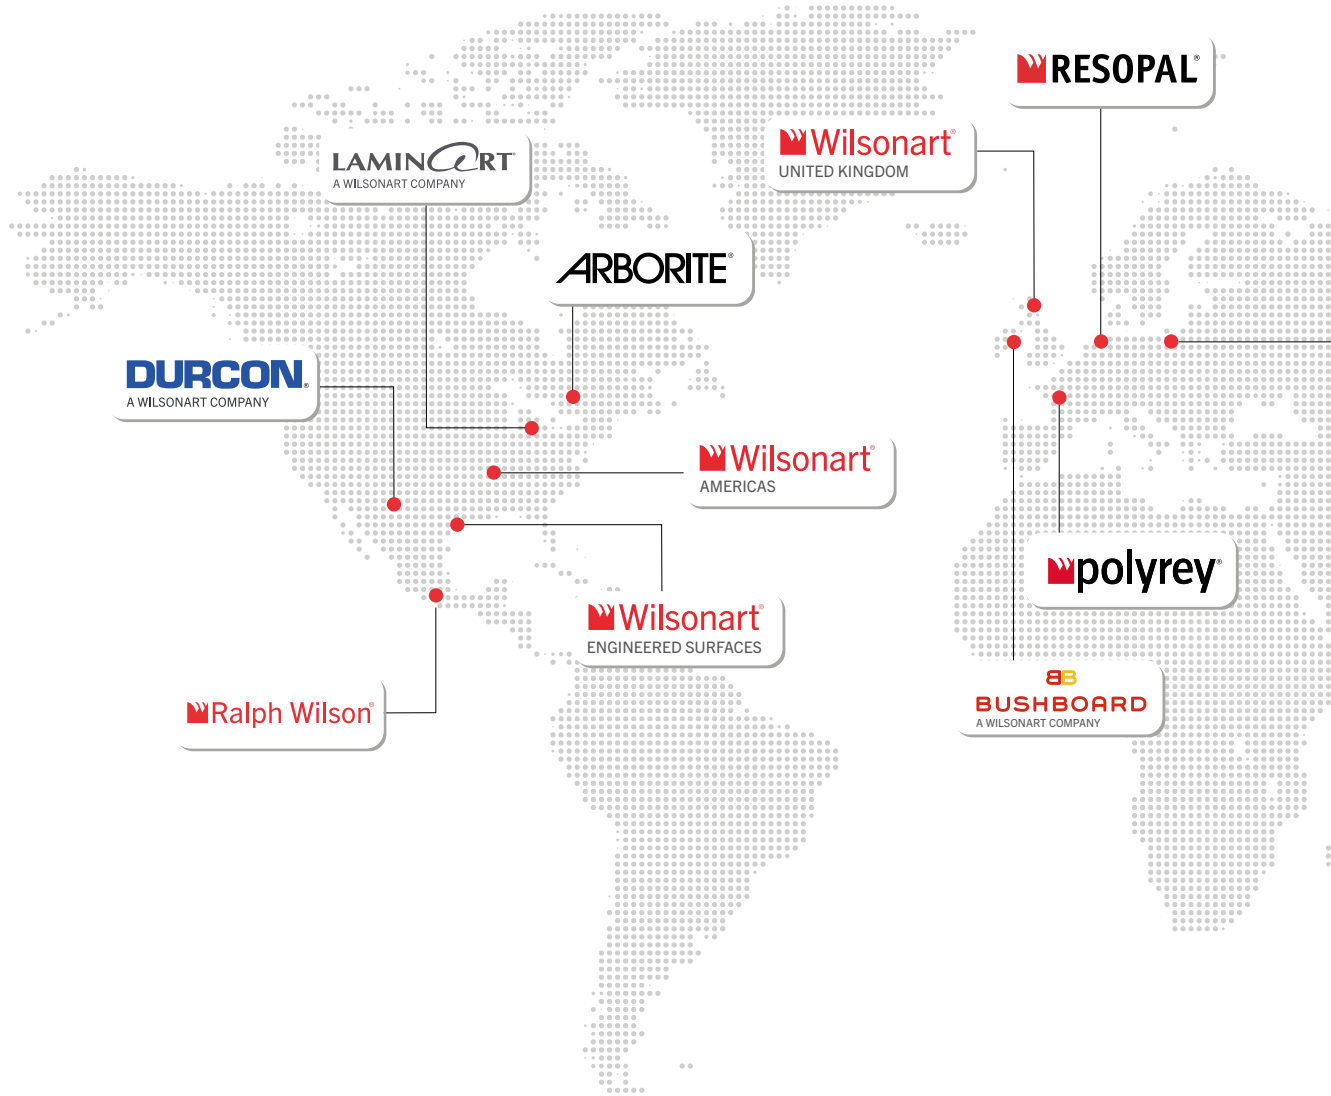 RESOPAL®
Wilsonart®
UNITED KINGDOM
LAMINART®
A WILSONART COMPANY
ARBORITE®
DURCON®
A WILSONART COMPANY
Wilsonart®
AMERICAS
polyrey®
Wilsonart®
ENGINEERED SURFACES
BB
BUSHBOARD
A WILSONART COMPANY
Ralph Wilson®